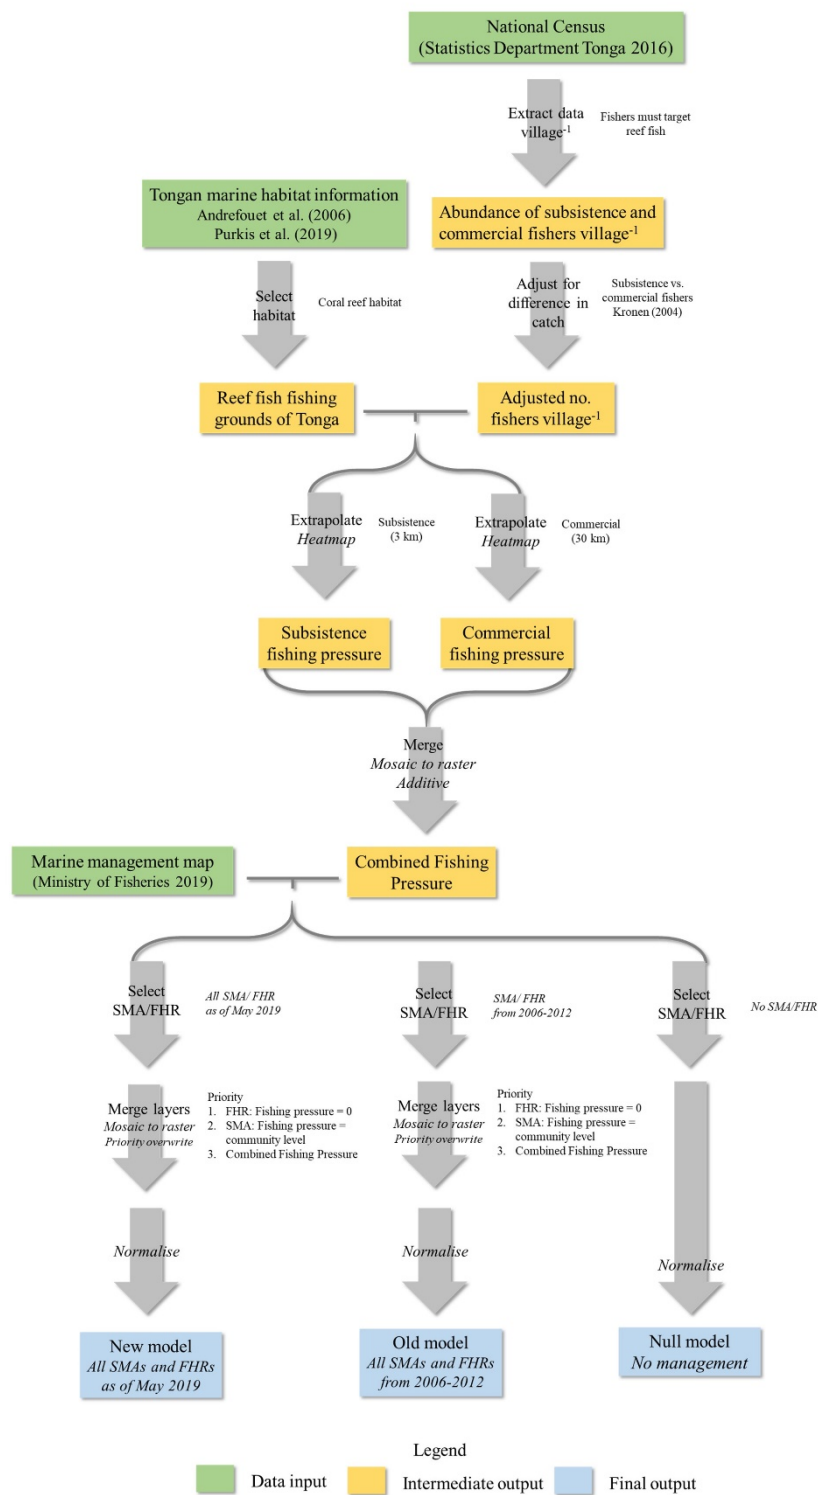 National Census
(Statistics Department Tonga 2016)
Extract data
village⁻¹
Fishers must target
reef fish
Tongan marine habitat information
Andrefouet et al. (2006)
Purkis et al. (2019)
Abundance of subsistence and
commercial fishers village⁻¹
Select
habitat
Coral reef habitat
Adjust for
difference in
catch
Subsistence vs.
commercial fishers
Kronen (2004)
Reef fish fishing
grounds of Tonga
Adjusted no.
fishers village⁻¹
Extrapolate
Heatmap
Subsistence
(3 km)
Extrapolate
Heatmap
Commercial
(30 km)
Subsistence
fishing pressure
Commercial
fishing pressure
Merge
Mosaic to raster
Additive
Marine management map
(Ministry of Fisheries 2019)
Combined Fishing
Pressure
Select
SMA/FHR
All SMA/ FHR
as of May 2019
Select
SMA/FHR
SMA/ FHR
from 2006-2012
Select
SMA/FHR
No SMA/FHR
Merge layers
Mosaic to raster
Priority overwrite
Priority
1. FHR: Fishing pressure = 0
2. SMA: Fishing pressure =
community level
3. Combined Fishing Pressure
Merge layers
Mosaic to raster
Priority overwrite
Priority
1. FHR: Fishing pressure = 0
2. SMA: Fishing pressure =
community level
3. Combined Fishing Pressure
Normalise
Normalise
Normalise
New model
All SMAs and FHRs
as of May 2019
Old model
All SMAs and FHRs
from 2006-2012
Null model
No management
Legend
Data input
Intermediate output
Final output